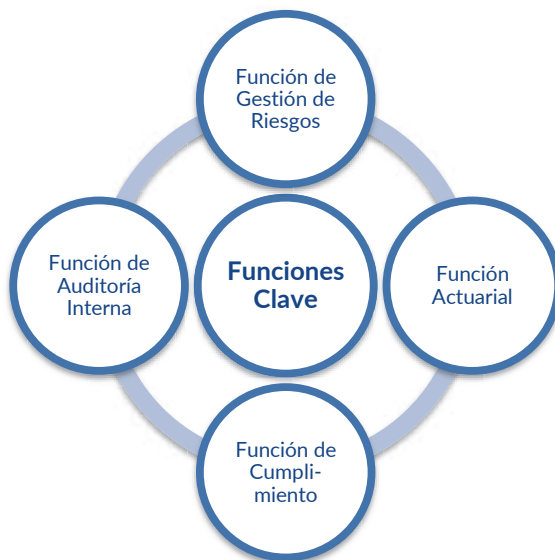 Función de
Gestión de
Riesgos
Función de
Auditoría
Interna
Funciones
Clave
Función
Actuarial
Función de
Cumpli-
miento